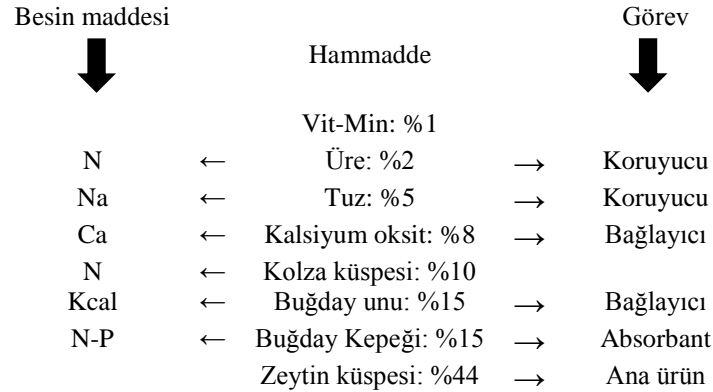 Besin maddesi Görev
Hammadde
Vit-Min: %1
N ← Üre: %2 → Koruyucu
Na ← Tuz: %5 → Koruyucu
Ca ← Kalsiyum oksit: %8 → Bağlayıcı
N ← Kolza küspesi: %10
Kcal ← Buğday unu: %15 → Bağlayıcı
N-P ← Buğday Kepeği: %15 → Absorbant
Zeytin küspesi: %44 → Ana ürün